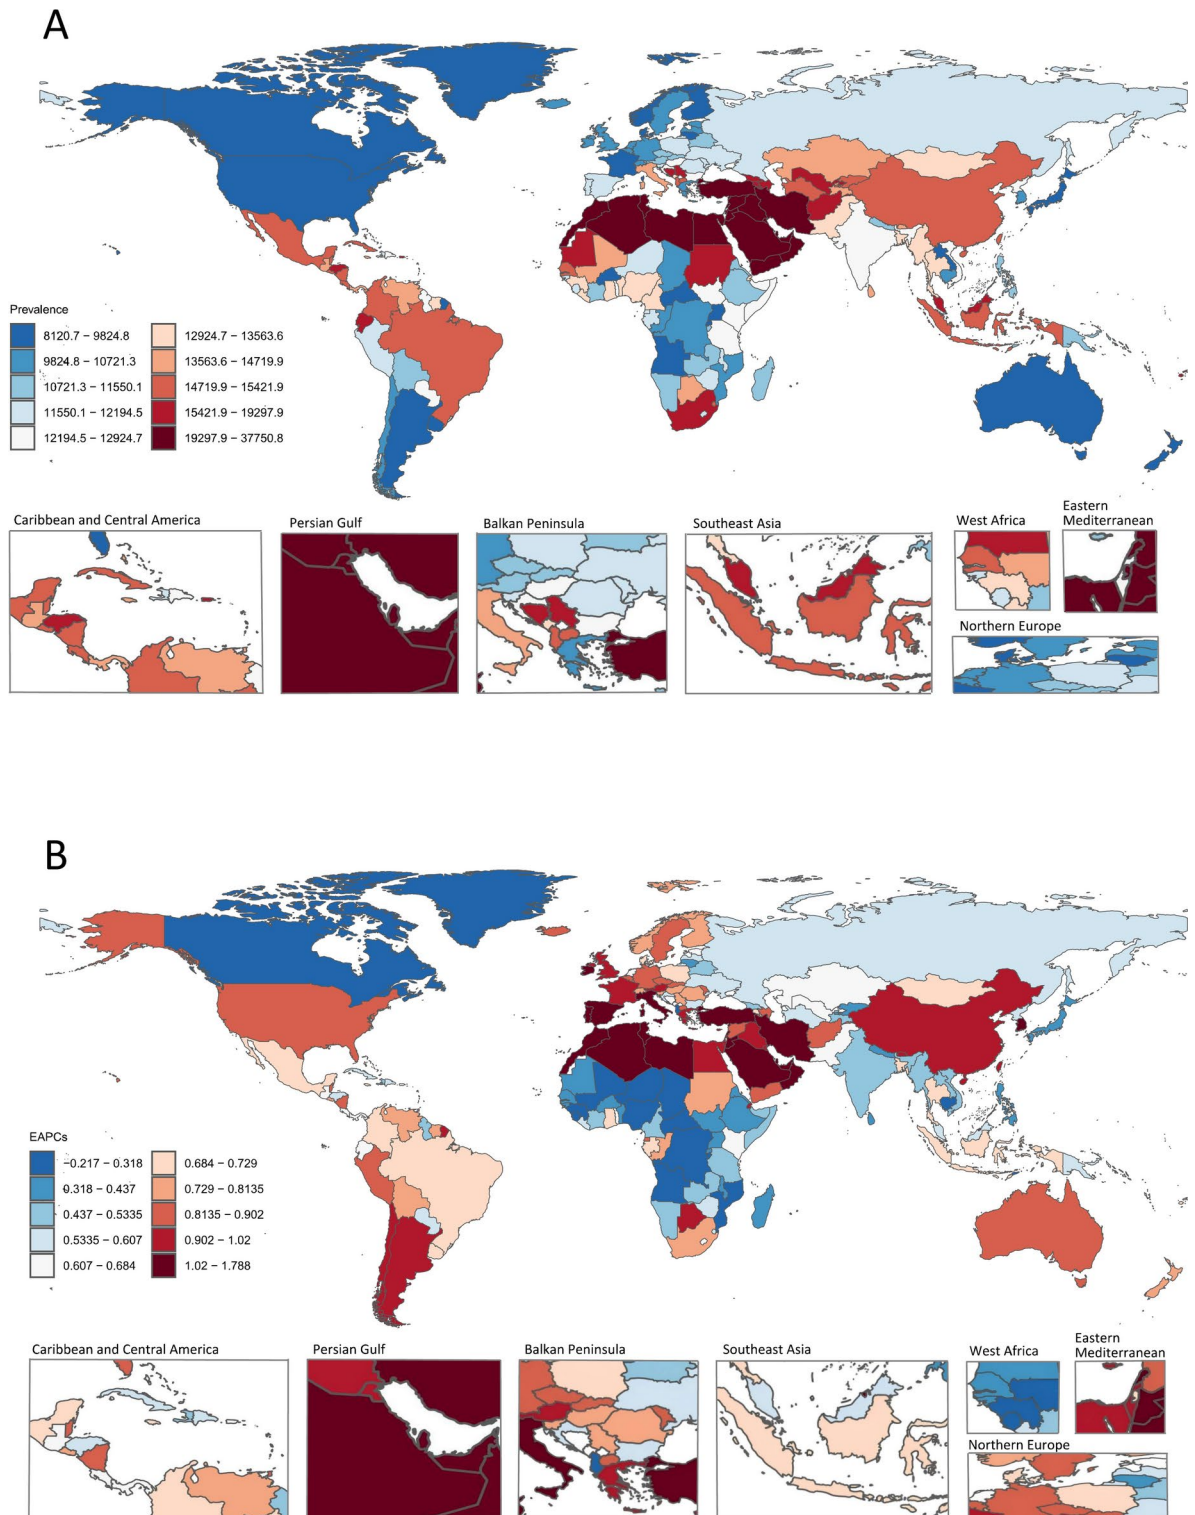 A
Prevalence
8120.7 – 9824.8
9824.8 – 10721.3
10721.3 – 11550.1
11550.1 – 12194.5
12194.5 – 12924.7
12924.7 – 13563.6
13563.6 – 14719.9
14719.9 – 15421.9
15421.9 – 19297.9
19297.9 – 37750.8
Caribbean and Central America
Persian Gulf
Balkan Peninsula
Southeast Asia
West Africa
Eastern
Mediterranean
Northern Europe
B
EAPCs
−0.217 – 0.318
0.318 – 0.437
0.437 – 0.5335
0.5335 – 0.607
0.607 – 0.684
0.684 – 0.729
0.729 – 0.8135
0.8135 – 0.902
0.902 – 1.02
1.02 – 1.788
Caribbean and Central America
Persian Gulf
Balkan Peninsula
Southeast Asia
West Africa
Eastern
Mediterranean
Northern Europe